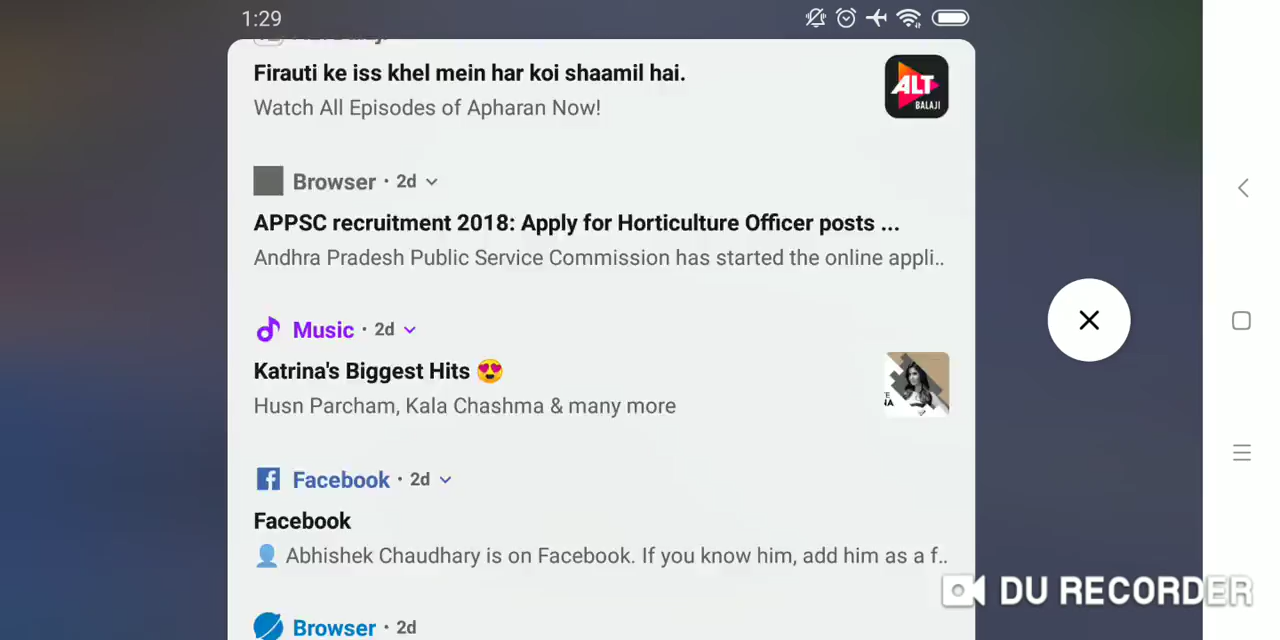 1:29
Firauti ke iss khel mein har koi shaamil hai.
Watch All Episodes of Apharan Now!
ALT
BALAJI
Browser · 2d
APPSC recruitment 2018: Apply for Horticulture Officer posts ...
Andhra Pradesh Public Service Commission has started the online appli..
Music · 2d
Katrina's Biggest Hits 😍
Husn Parcham, Kala Chashma & many more
Facebook · 2d
Facebook
👤 Abhishek Chaudhary is on Facebook. If you know him, add him as a f..
DU RECORDER
Browser · 2d